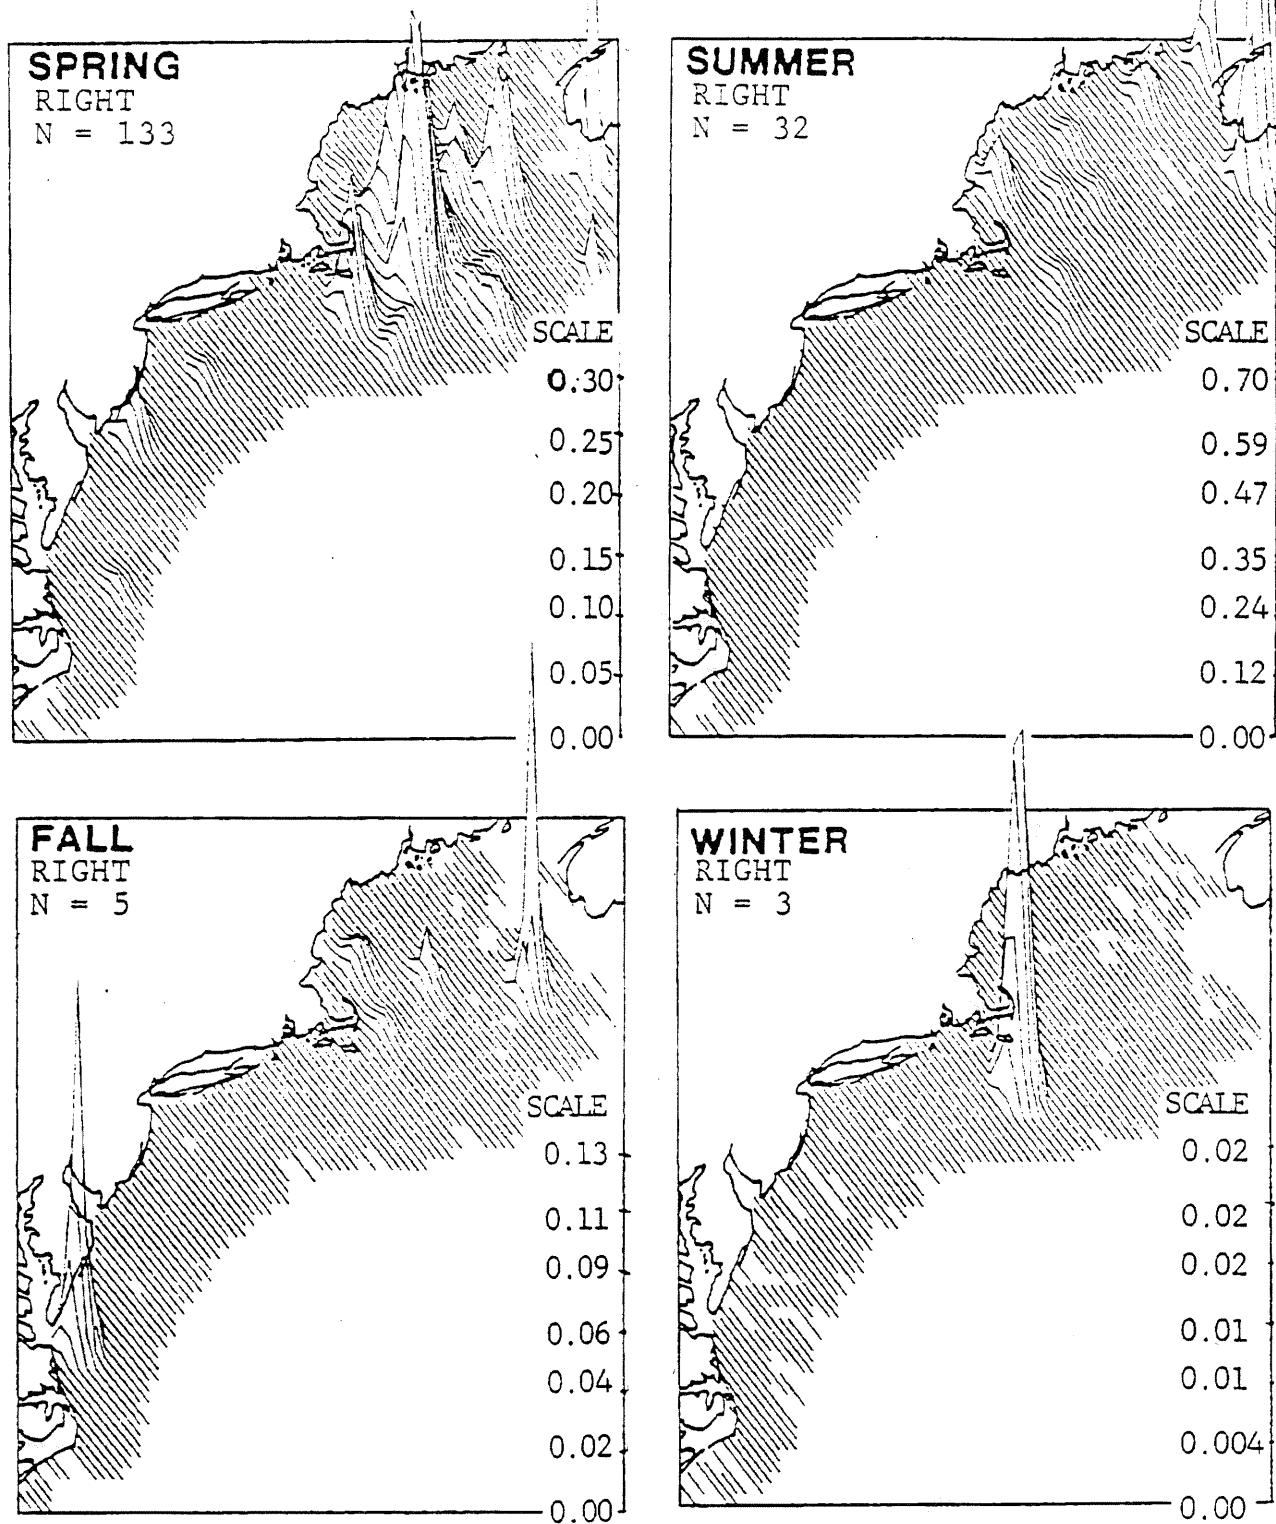 SPRING
RIGHT
N = 133
SCALE
0.30
0.25
0.20
0.15
0.10
0.05
0.00
SUMMER
RIGHT
N = 32
SCALE
0.70
0.59
0.47
0.35
0.24
0.12
0.00
FALL
RIGHT
N = 5
SCALE
0.13
0.11
0.09
0.06
0.04
0.02
0.00
WINTER
RIGHT
N = 3
SCALE
0.02
0.02
0.02
0.01
0.01
0.004
0.00